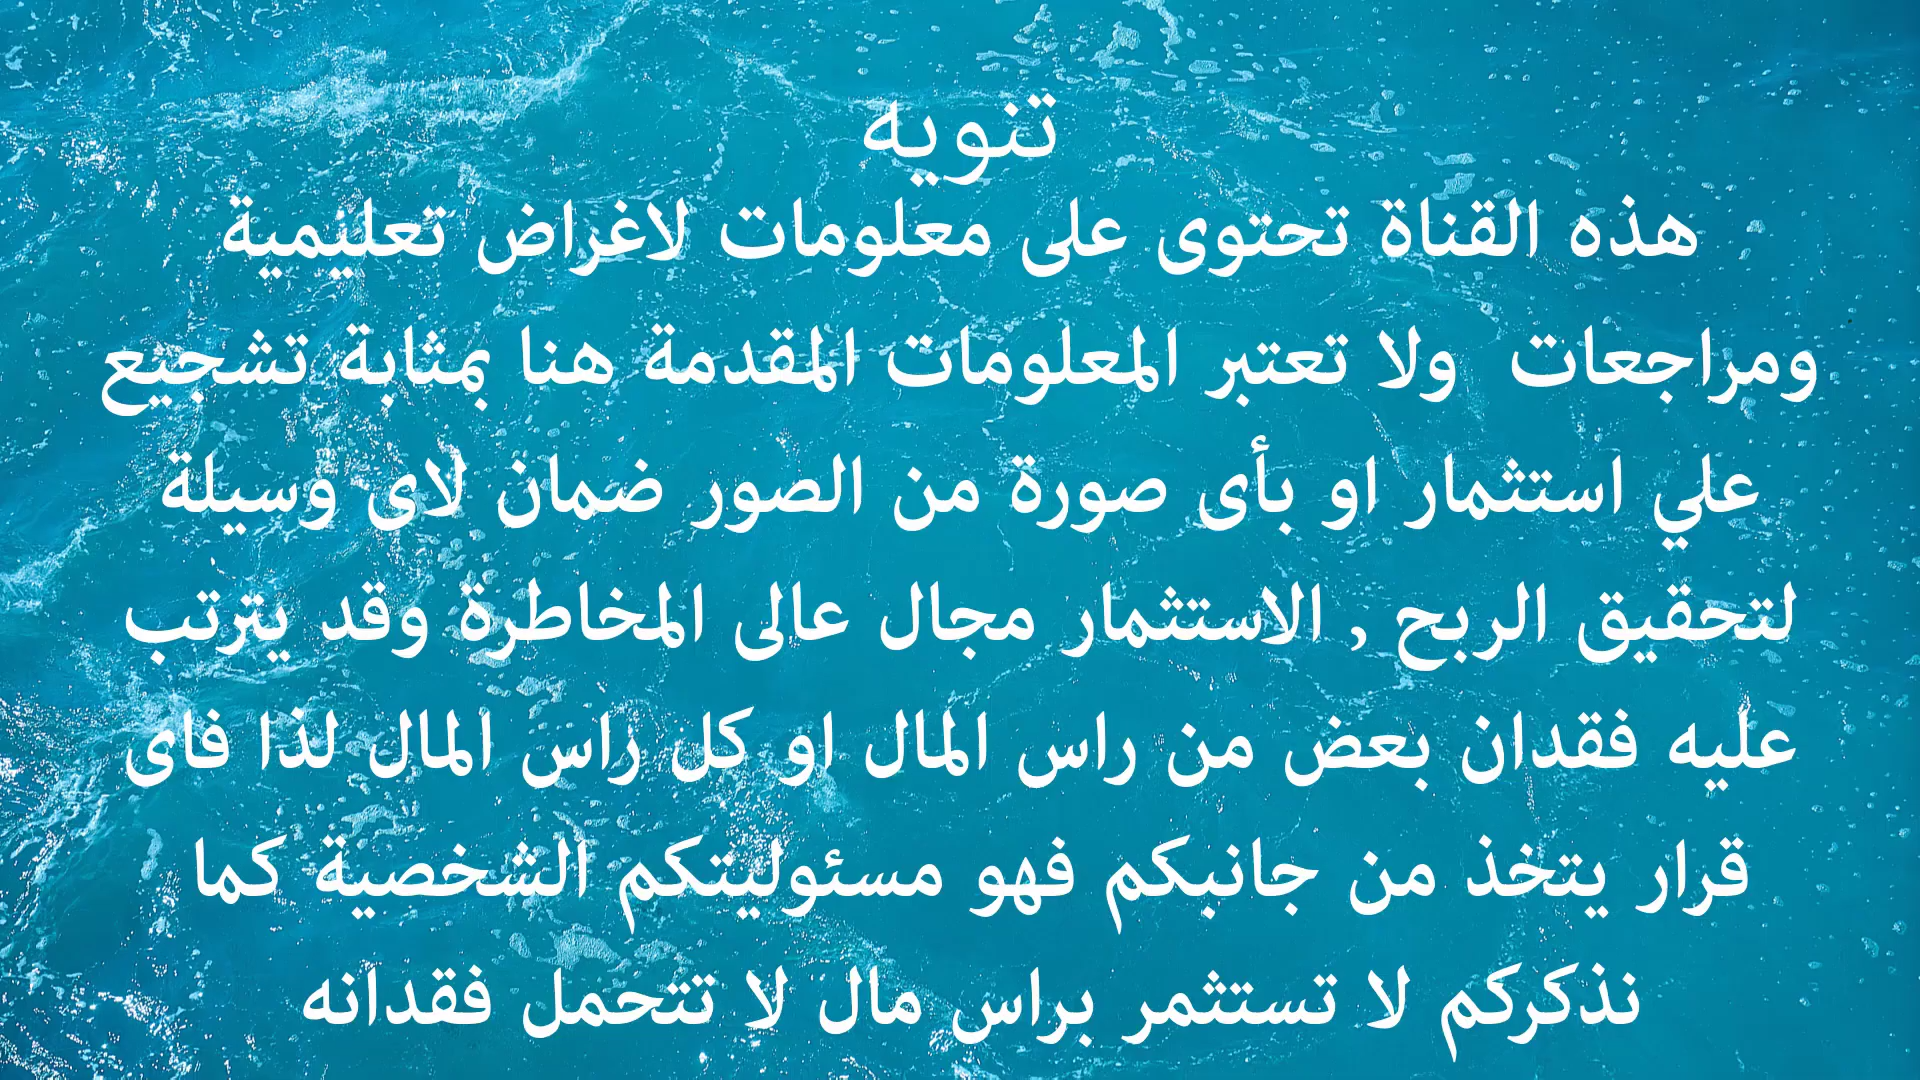 تنويه
هذه القناة تحتوى على معلومات لاغراض تعليمية
ومراجعات  ولا تعتبر المعلومات المقدمة هنا بمثابة تشجيع
علي استثمار او بأى صورة من الصور ضمان لاى وسيلة
لتحقيق الربح , الاستثمار مجال عالى المخاطرة وقد يترتب
عليه فقدان بعض من راس المال او كل راس المال لذا فاى
قرار يتخذ من جانبكم فهو مسئوليتكم الشخصية كما
نذكركم لا تستثمر براس مال لا تتحمل فقدانه